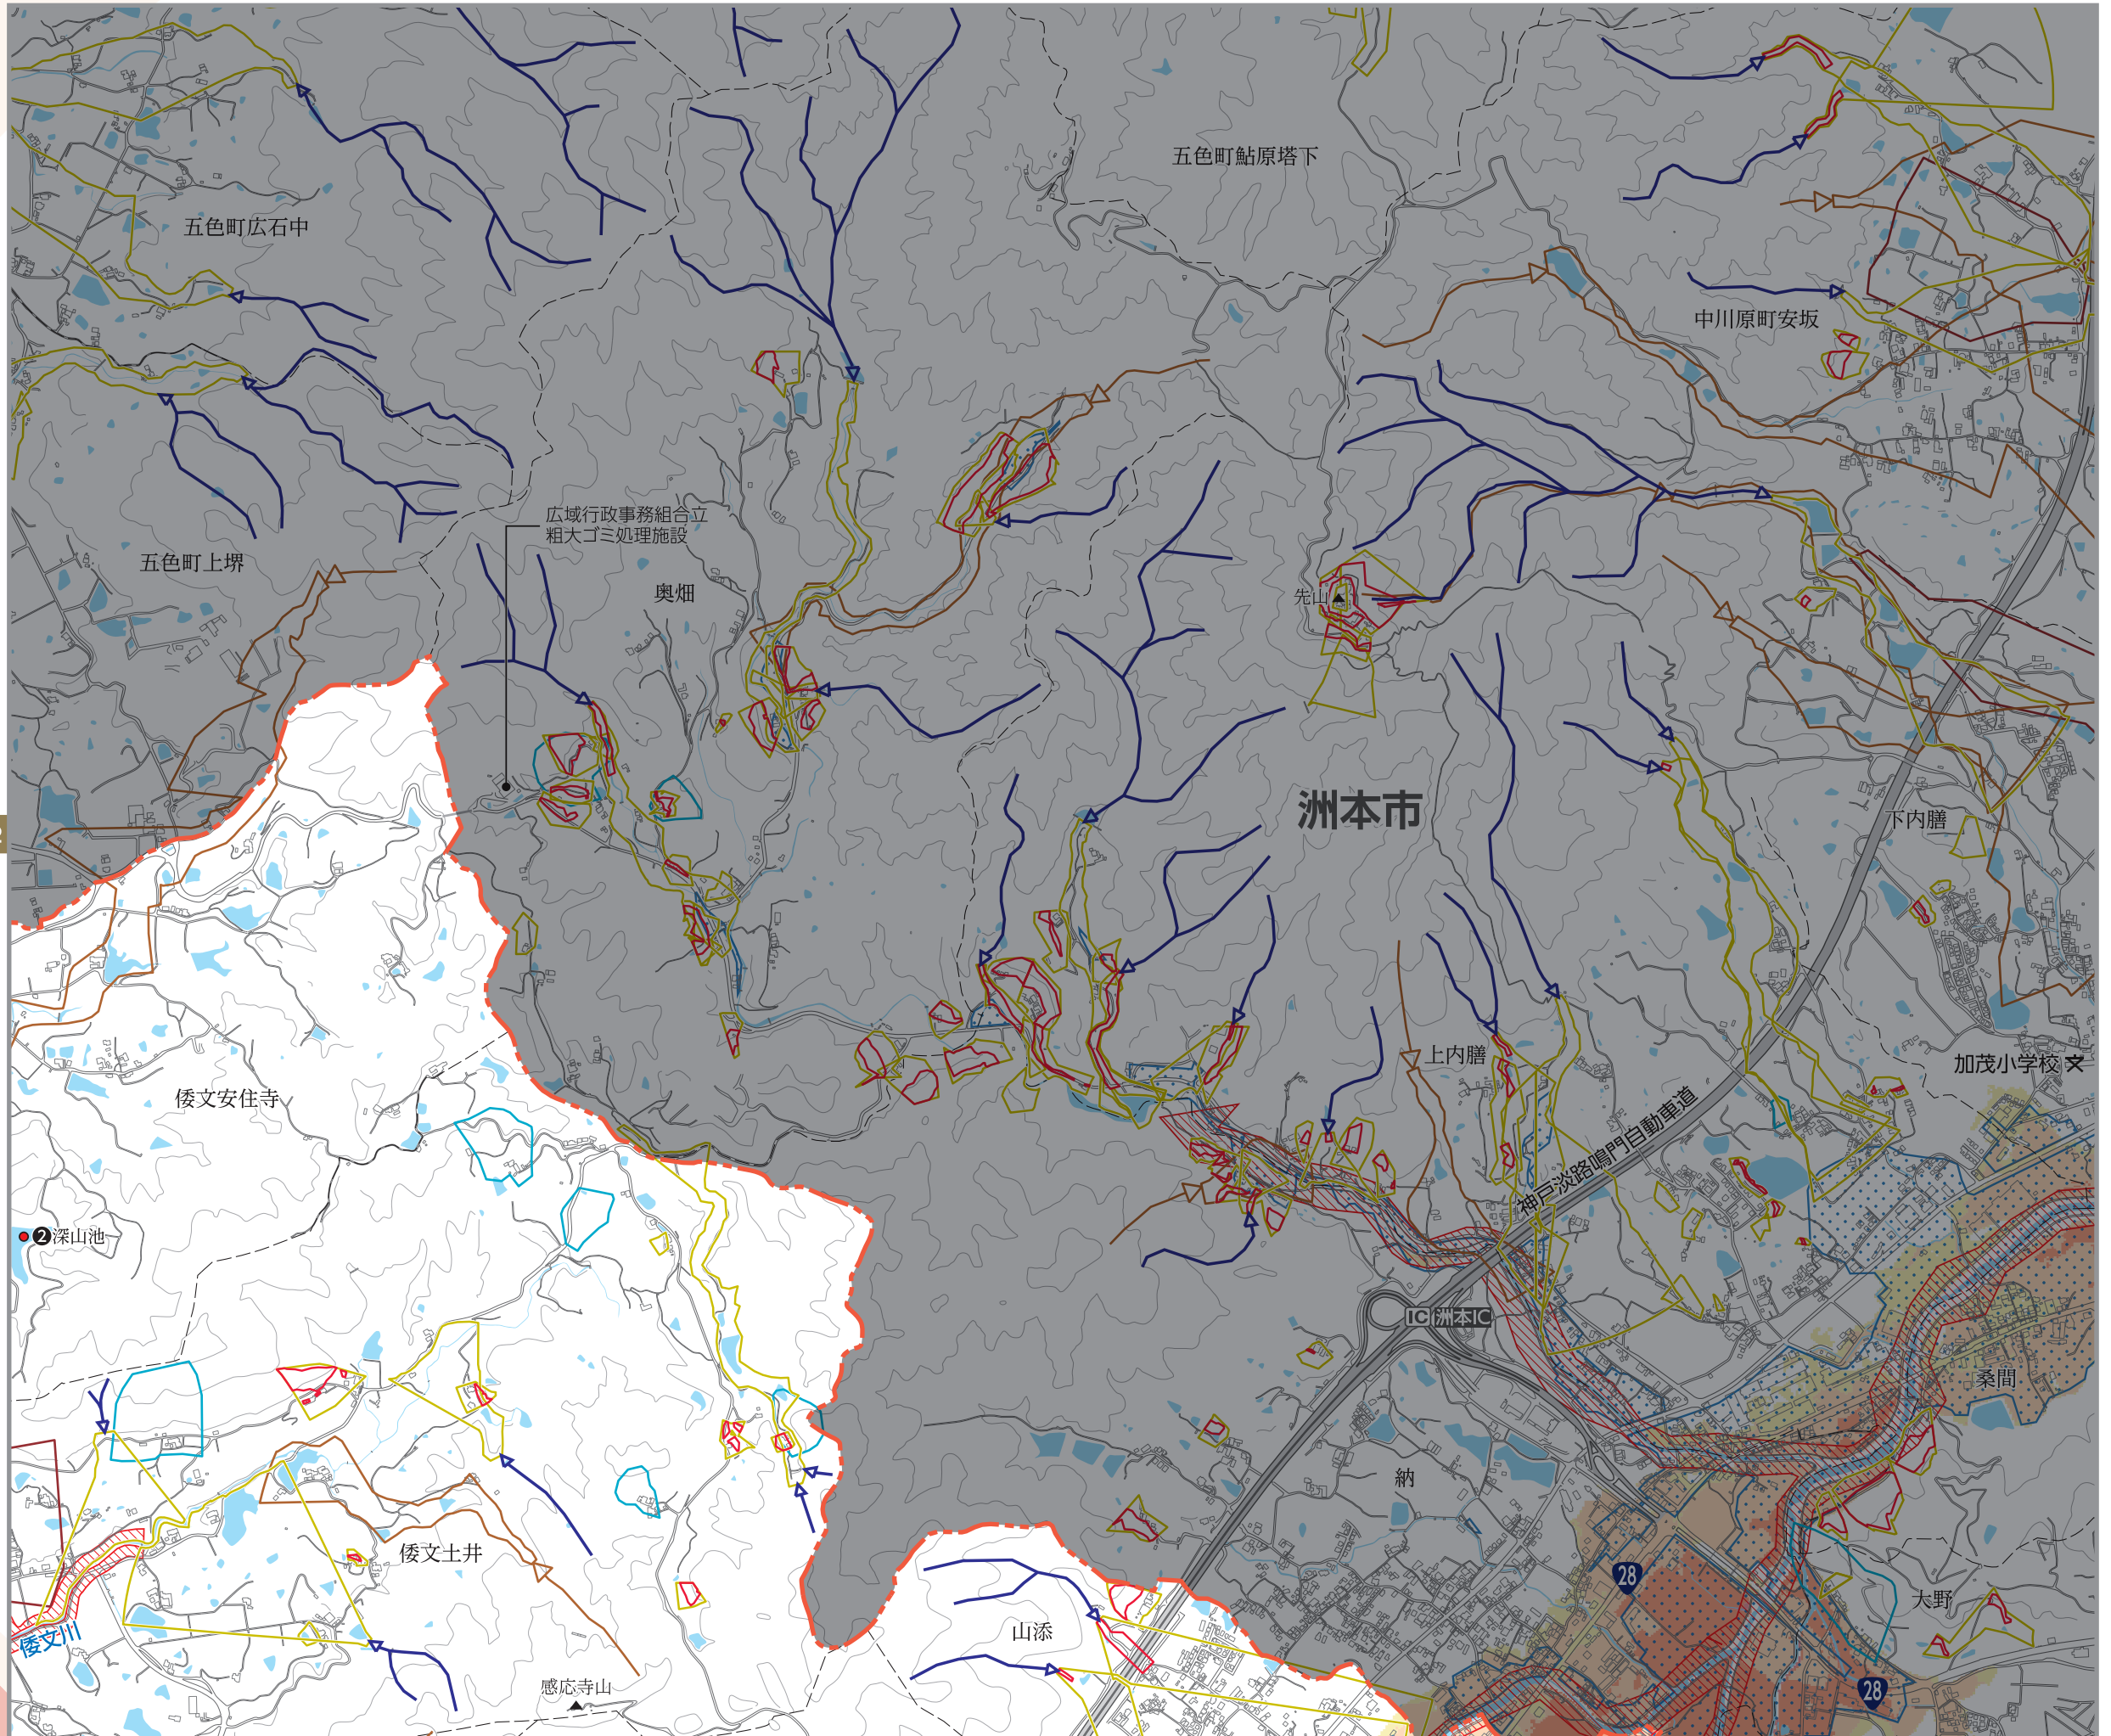 五色町鮎原塔下
五色町広石中
中川原町安坂
広域行政事務組合立
粗大ゴミ処理施設
五色町上堺
奥畑
先山
洲本市
下内膳
上内膳
加茂小学校
倭文安住寺
神戸淡路鳴門自動車道
2 深山池
IC 洲本IC
桑間
納
倭文土井
28
大野
山添
倭文川
感応寺山
28